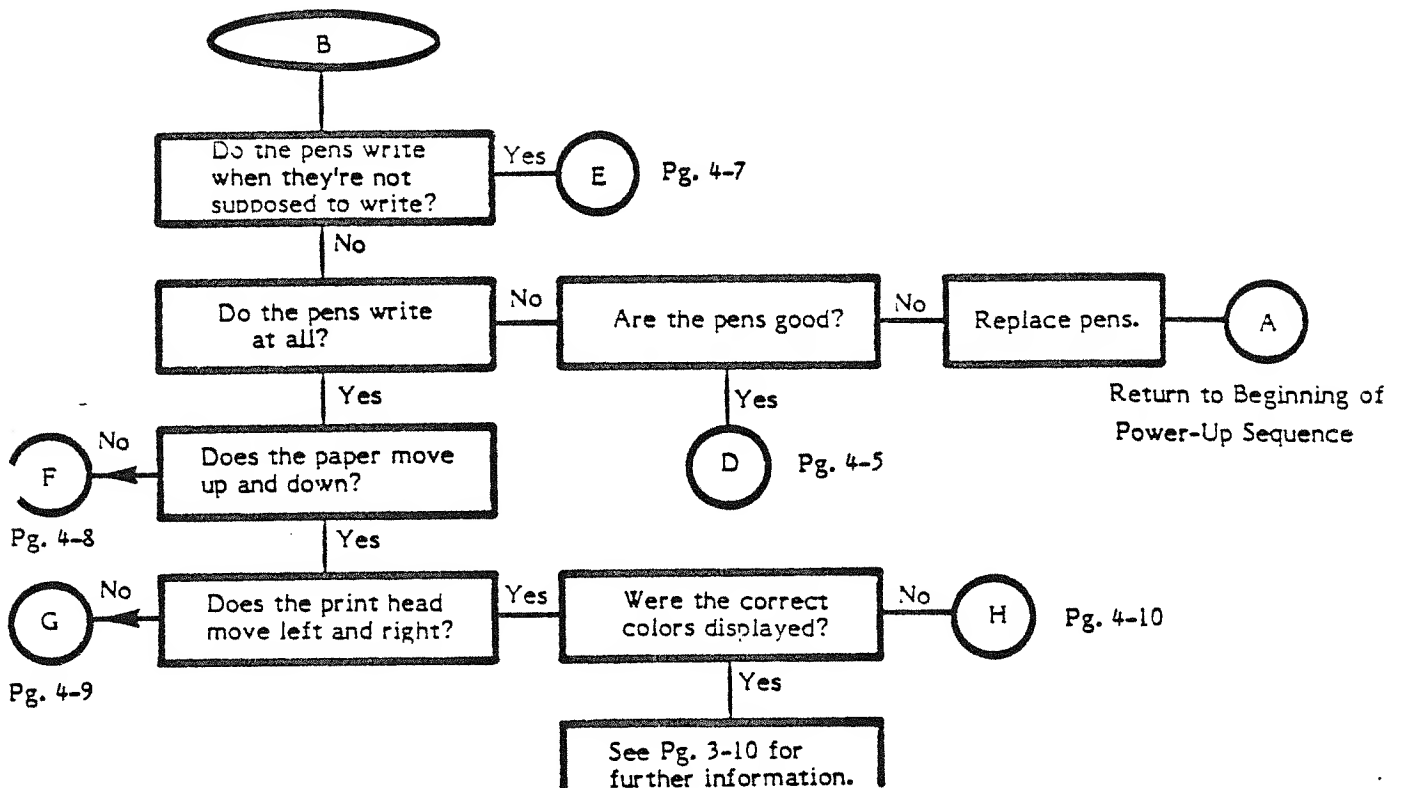 B
Do the pens write
when they're not
supposed to write?
Yes
E
Pg. 4-7
No
Do the pens write
at all?
No
Are the pens good?
No
Replace pens.
A
Return to Beginning of
Power-Up Sequence
Yes
D
Pg. 4-5
Yes
Does the paper move
up and down?
No
F
Pg. 4-8
Yes
Does the print head
move left and right?
No
G
Pg. 4-9
Yes
Were the correct
colors displayed?
No
H
Pg. 4-10
Yes
See Pg. 3-10 for
further information.